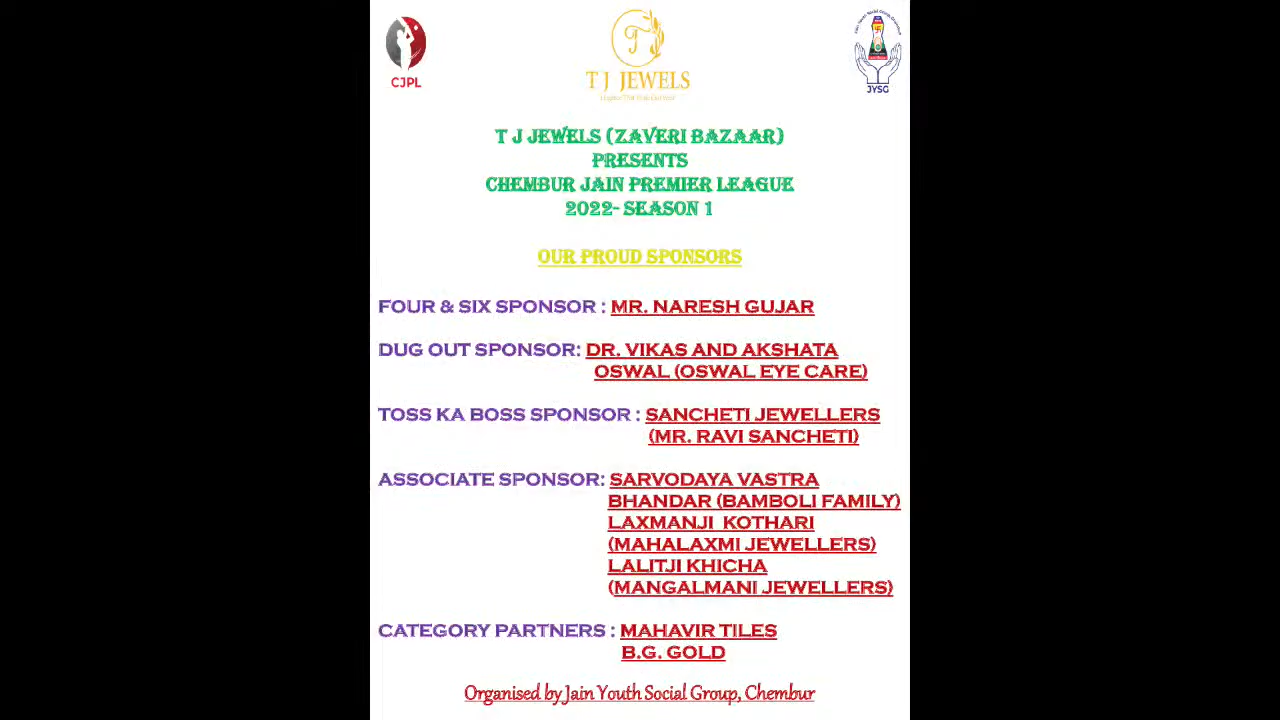 CJPL
T J JEWELS
JYSG
T J JEWELS (ZAVERI BAZAAR)
PRESENTS
CHEMBUR JAIN PREMIER LEAGUE
2022- SEASON 1
OUR PROUD SPONSORS
FOUR & SIX SPONSOR : MR. NARESH GUJAR
DUG OUT SPONSOR: DR. VIKAS AND AKSHATA
OSWAL (OSWAL EYE CARE)
TOSS KA BOSS SPONSOR : SANCHETI JEWELLERS
(MR. RAVI SANCHETI)
ASSOCIATE SPONSOR: SARVODAYA VASTRA
BHANDAR (BAMBOLI FAMILY)
LAXMANJI KOTHARI
(MAHALAXMI JEWELLERS)
LALITJI KHICHA
(MANGALMANI JEWELLERS)
CATEGORY PARTNERS : MAHAVIR TILES
B.G. GOLD
Organised by Jain Youth Social Group, Chembur